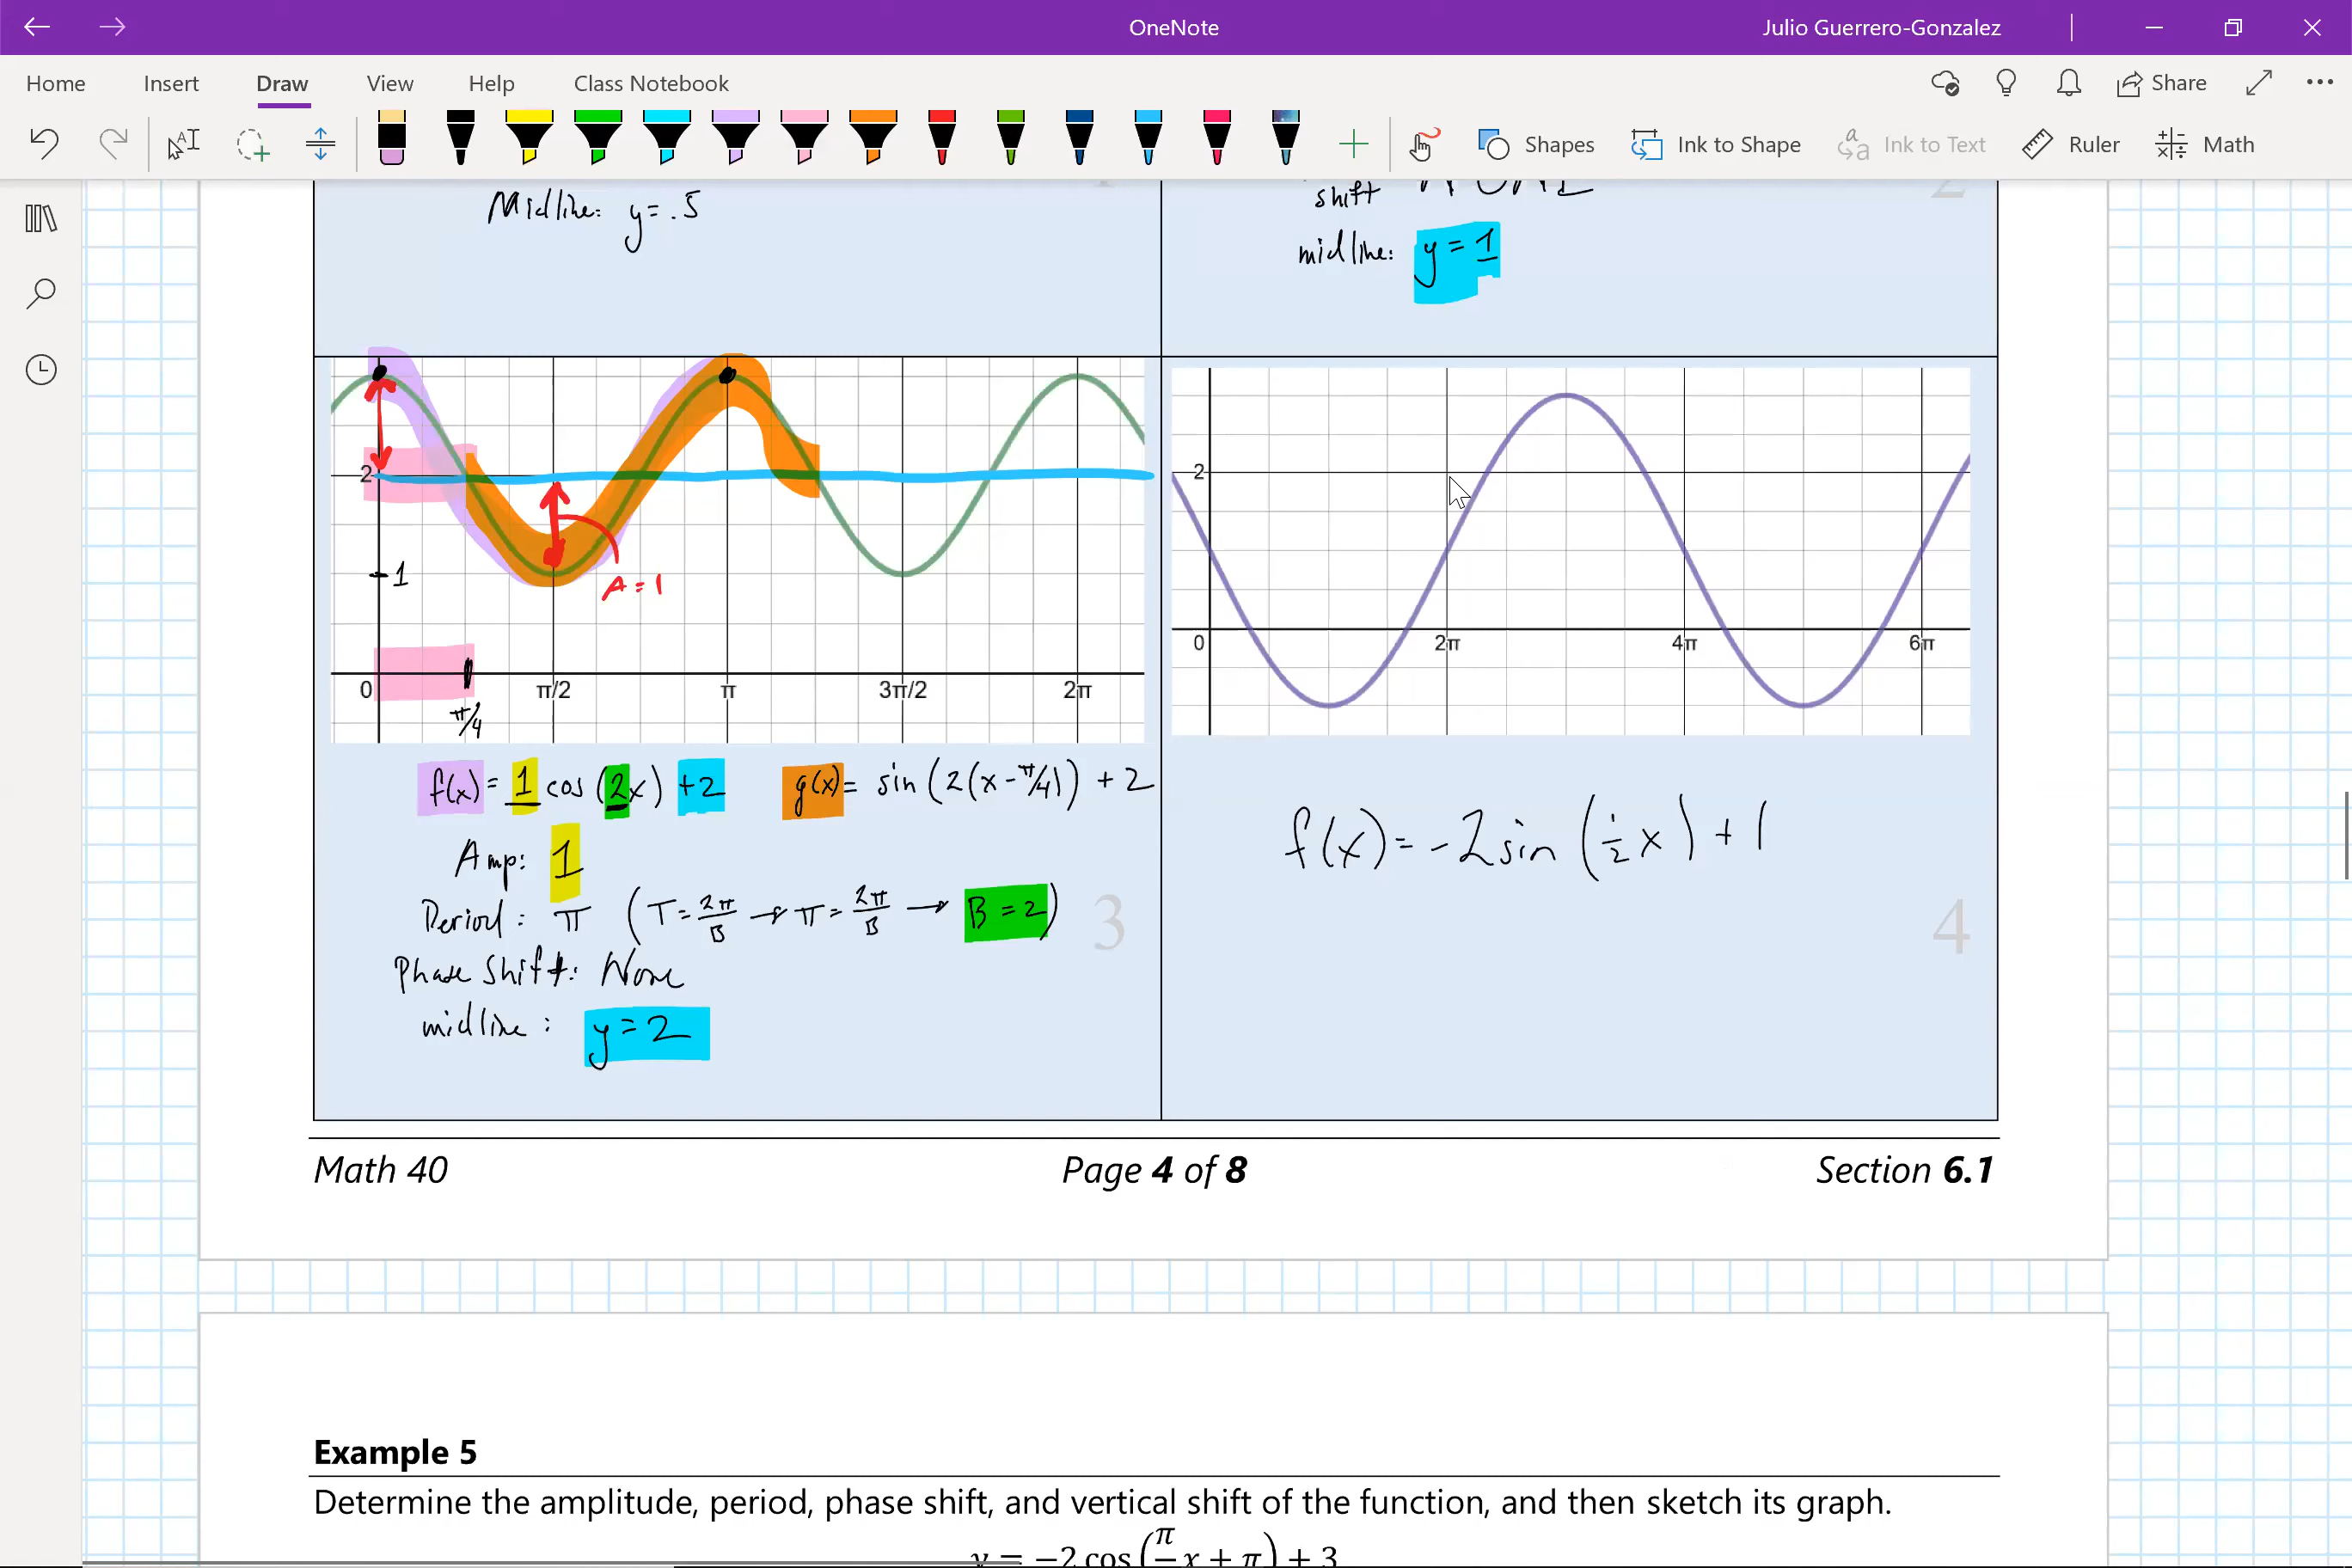 OneNote
Julio Guerrero-Gonzalez
Home Insert Draw View Help Class Notebook
Share
Shapes Ink to Shape Ink to Text Ruler Math
Midline: y=.5
shift
midline: y=1
2
1
0 π/2 π 3π/2 2π
π/4
A=1
2
0 2π 4π 6π
f(x)= 1 cos (2x) +2 g(x)= sin (2(x-π/4)) + 2
Amp: 1
Period: π (T=2π/B → π=2π/B → B=2)
3
Phase Shift: None
midline: y=2
f(x)= -2sin (1/2 x) + 1
4
Math 40 Page 4 of 8 Section 6.1
Example 5
Determine the amplitude, period, phase shift, and vertical shift of the function, and then sketch its graph.